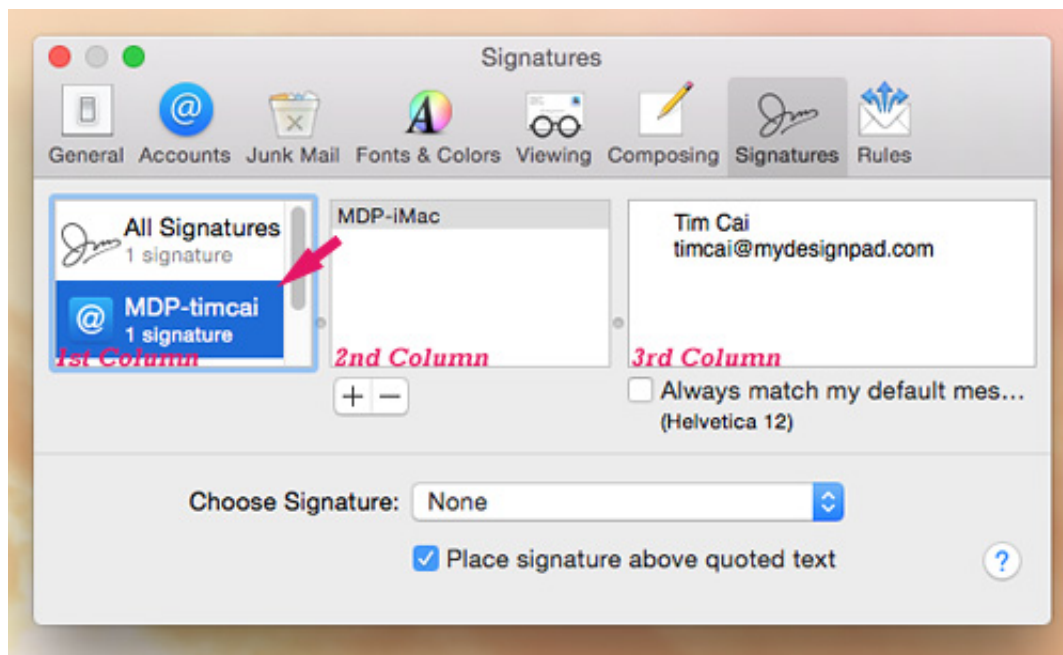 Signatures
General Accounts Junk Mail Fonts & Colors Viewing Composing Signatures Rules
All Signatures
1 signature
MDP-timcai
1 signature
1st Column
MDP-iMac
2nd Column
Tim Cai
timcai@mydesignpad.com
3rd Column
+ −
Always match my default mes...
(Helvetica 12)
Choose Signature: None
Place signature above quoted text
?